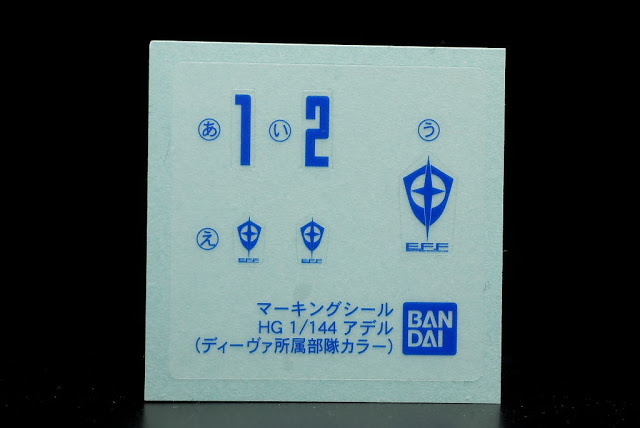 あ 1 い 2 う
E.F.F
え E.F.F E.F.F
マーキングシール
HG 1/144 アデル
(ディーヴァ所属部隊カラー)
BAN
DAI